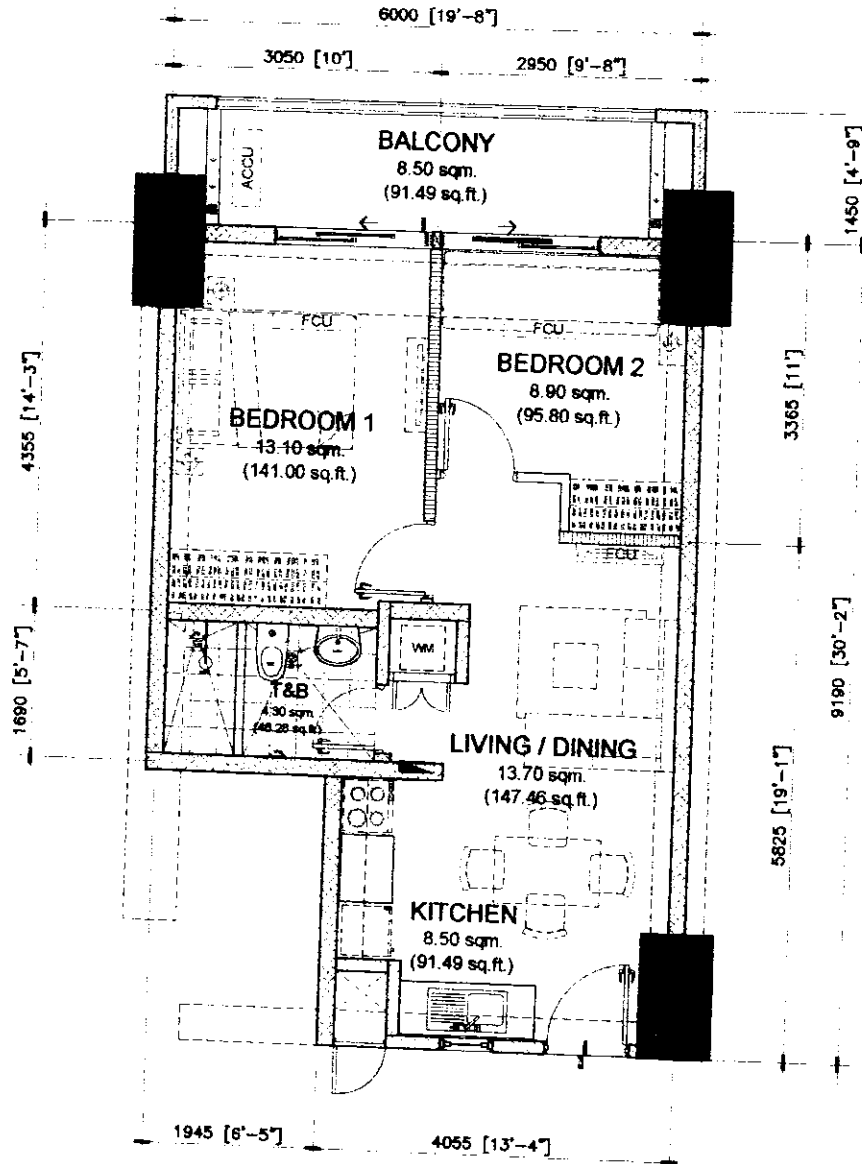 6000 [19'-8"]
3050 [10']
2950 [9'-8"]
BALCONY
8.50 sqm.
(91.49 sq.ft.)
ACCU
1450 [4'-9"]
FCU
FCU
BEDROOM 2
8.90 sqm.
(95.80 sq.ft.)
BEDROOM 1
13.10 sqm.
(141.00 sq.ft.)
4355 [14'-3"]
3365 [11']
FCU
WM
T&B
4.30 sqm.
(46.28 sq.ft)
1690 [5'-7"]
9190 [30'-2"]
LIVING / DINING
13.70 sqm.
(147.46 sq.ft.)
5825 [19'-1"]
KITCHEN
8.50 sqm.
(91.49 sq.ft.)
1945 [6'-5"]
4055 [13'-4"]